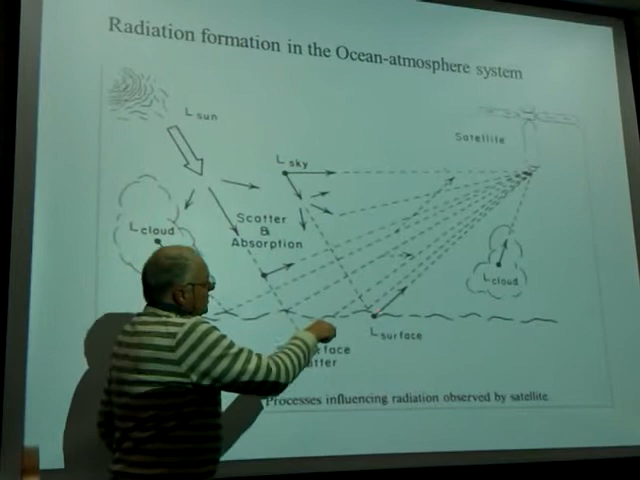 Radiation formation in the Ocean-atmosphere system
L sun
Satellite
L sky
L cloud
Scatter
&
Absorption
L cloud
L surface
Processes influencing radiation observed by satellite